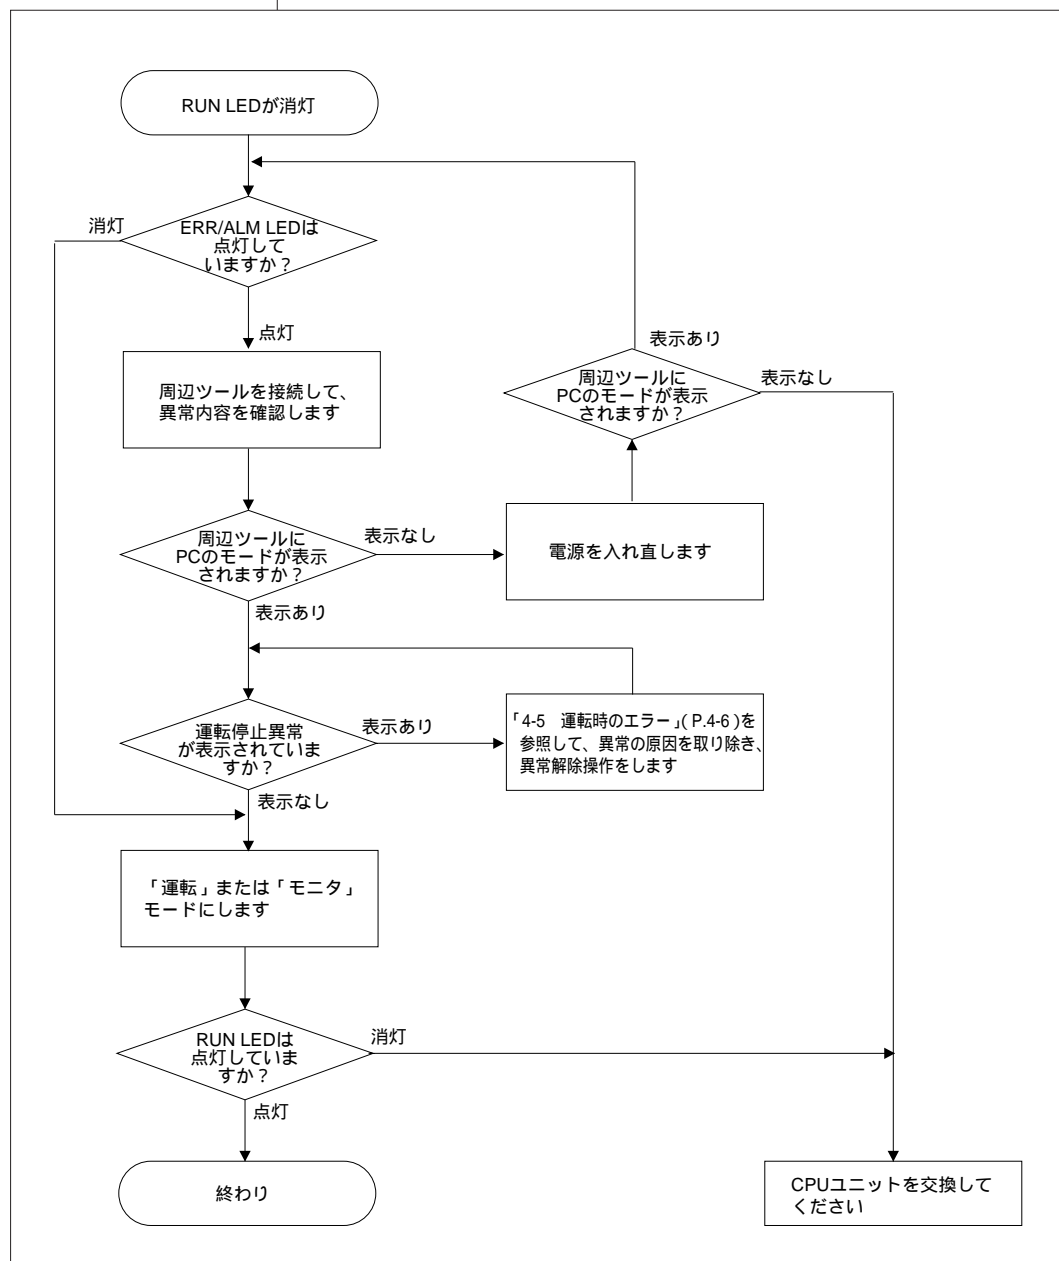 RUN LEDが消灯
消灯
ERR/ALM LEDは
点灯して
いますか？
点灯
周辺ツールを接続して、
異常内容を確認します
表示あり
周辺ツールに
PCのモードが表示
されますか？
表示なし
周辺ツールに
PCのモードが表示
されますか？
表示なし
電源を入れ直します
表示あり
運転停止異常
が表示されていま
すか？
表示あり
「4-5　運転時のエラー」（P.4-6）を
参照して、異常の原因を取り除き、
異常解除操作をします
表示なし
「運転」または「モニタ」
モードにします
RUN LEDは
点灯していま
すか？
消灯
点灯
終わり
CPUユニットを交換して
ください